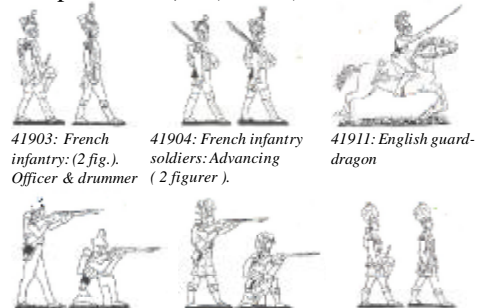 41903: French
infantry: (2 fig.).
Officer & drummer
41904: French infantry
soldiers: Advancing
( 2 figurer ).
41911: English guard-
dragon